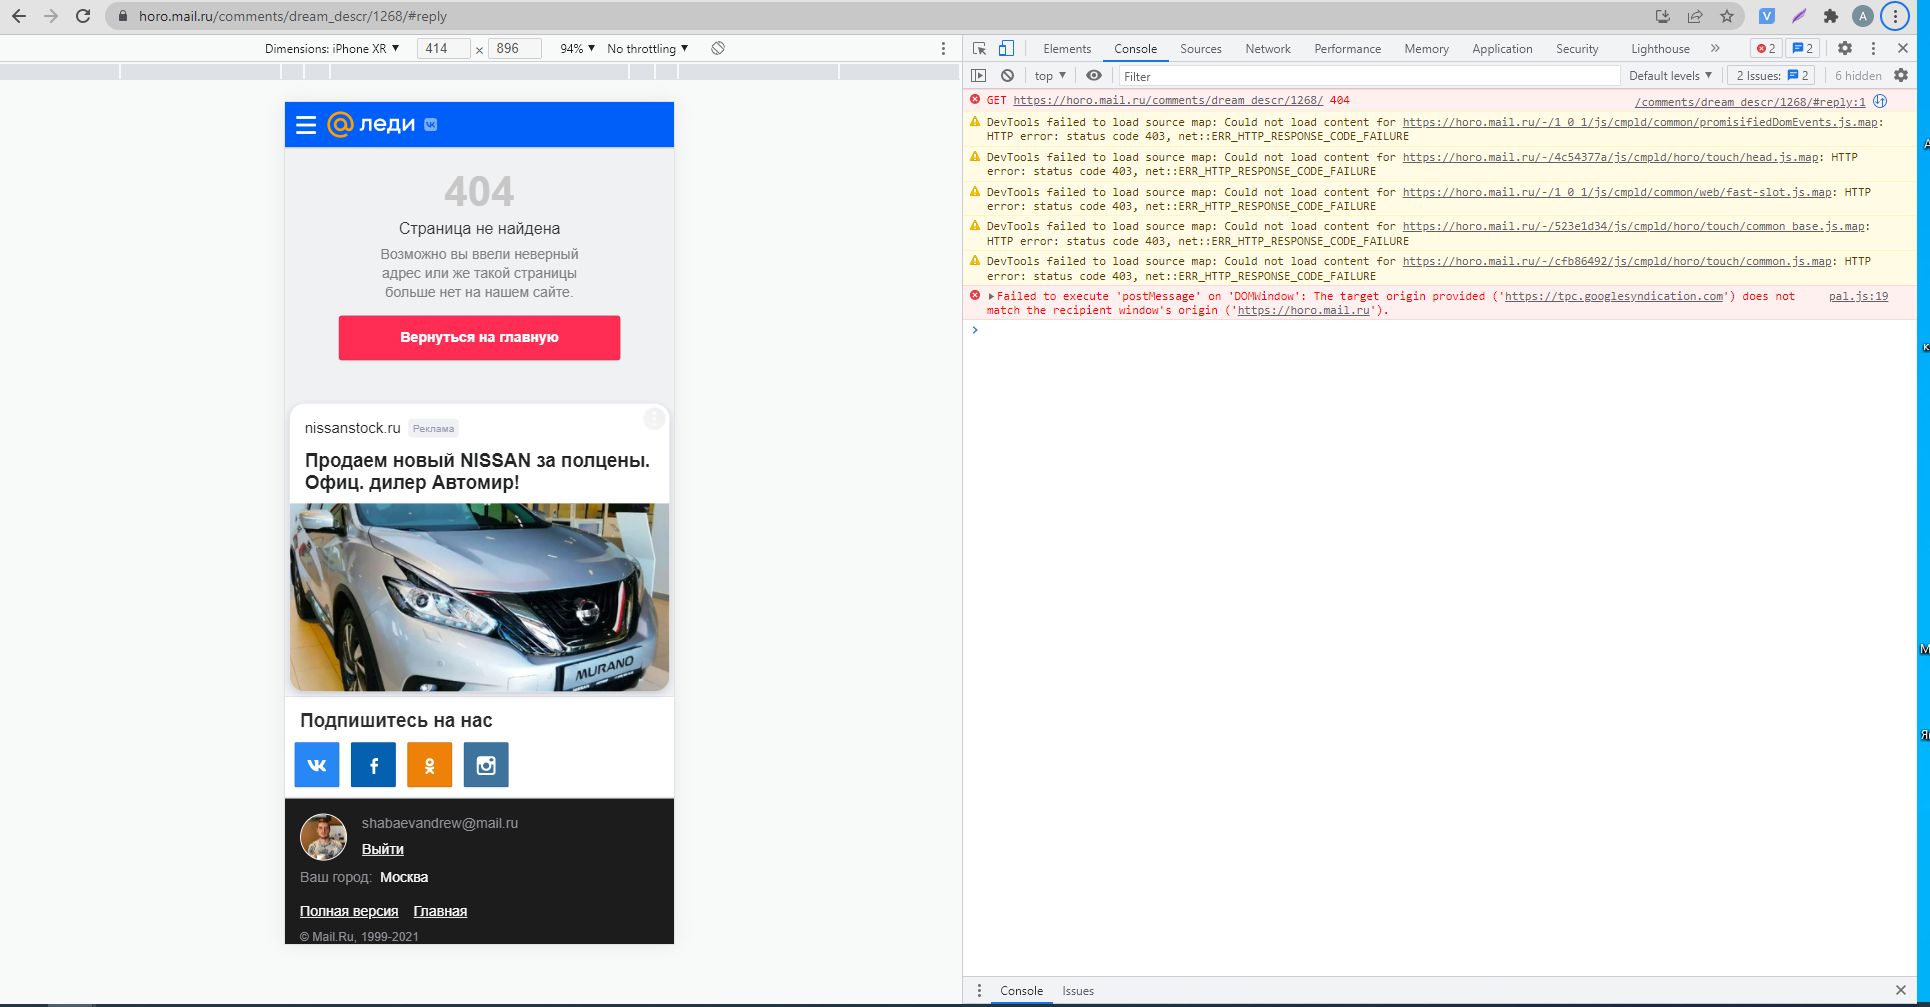 horo.mail.ru/comments/dream_descr/1268/#reply
A
Dimensions: iPhone XR ▼ 414 × 896 94% ▼ No throttling ▼
Elements Console Sources Network Performance Memory Application Security Lighthouse » 2 2
top ▼ Filter Default levels ▼ 2 Issues: 2 6 hidden
леди
404
Страница не найдена
Возможно вы ввели неверный
адрес или же такой страницы
больше нет на нашем сайте.
Вернуться на главную
nissanstock.ru Реклама
Продаем новый NISSAN за полцены.
Офиц. дилер Автомир!
MURANO
Подпишитесь на нас
shabaevandrew@mail.ru
Выйти
Ваш город: Москва
Полная версия Главная
© Mail.Ru, 1999-2021
GET https://horo.mail.ru/comments/dream_descr/1268/ 404 /comments/dream_descr/1268/#reply:1
DevTools failed to load source map: Could not load content for https://horo.mail.ru/-/1_0_1/js/cmpld/common/promisifiedDomEvents.js.map:
HTTP error: status code 403, net::ERR_HTTP_RESPONSE_CODE_FAILURE
DevTools failed to load source map: Could not load content for https://horo.mail.ru/-/4c54377a/js/cmpld/horo/touch/head.js.map: HTTP
error: status code 403, net::ERR_HTTP_RESPONSE_CODE_FAILURE
DevTools failed to load source map: Could not load content for https://horo.mail.ru/-/1_0_1/js/cmpld/common/web/fast-slot.js.map: HTTP
error: status code 403, net::ERR_HTTP_RESPONSE_CODE_FAILURE
DevTools failed to load source map: Could not load content for https://horo.mail.ru/-/523e1d34/js/cmpld/horo/touch/common_base.js.map:
HTTP error: status code 403, net::ERR_HTTP_RESPONSE_CODE_FAILURE
DevTools failed to load source map: Could not load content for https://horo.mail.ru/-/cfb86492/js/cmpld/horo/touch/common.js.map: HTTP
error: status code 403, net::ERR_HTTP_RESPONSE_CODE_FAILURE
Failed to execute 'postMessage' on 'DOMWindow': The target origin provided ('https://tpc.googlesyndication.com') does not pal.js:19
match the recipient window's origin ('https://horo.mail.ru').
Console Issues